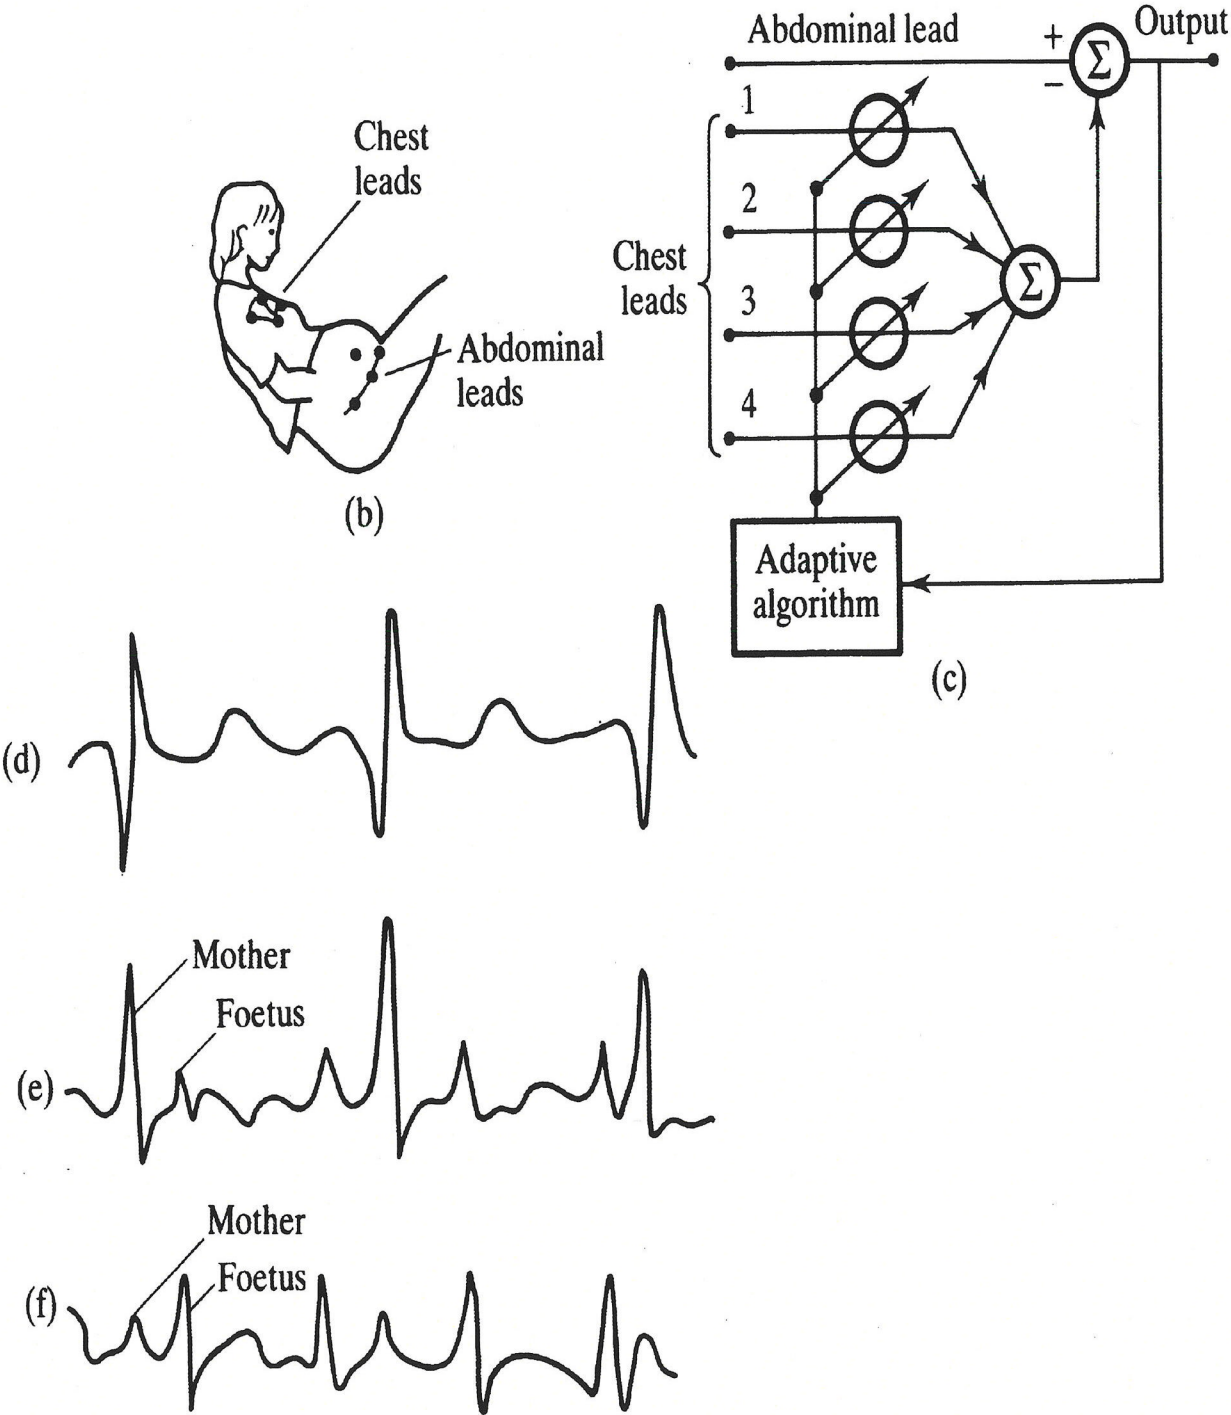 Abdominal lead
+
−
Σ
Output
Chest
leads
1
2
3
4
Chest
leads
Σ
Abdominal
leads
(b)
Adaptive
algorithm
(c)
(d)
Mother
Foetus
(e)
Mother
Foetus
(f)